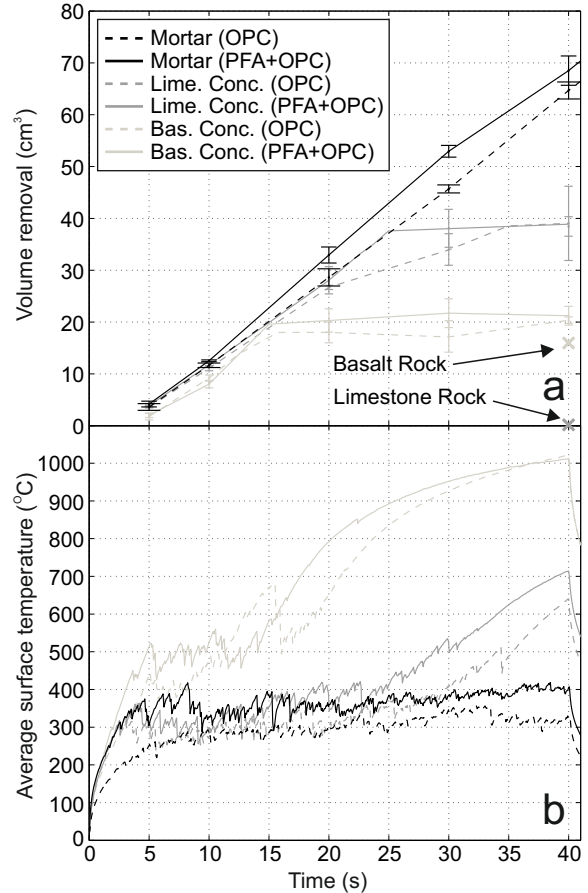 80
70
60
50
40
30
20
10
0
Volume removal (cm³)
Mortar (OPC)
Mortar (PFA+OPC)
Lime. Conc. (OPC)
Lime. Conc. (PFA+OPC)
Bas. Conc. (OPC)
Bas. Conc. (PFA+OPC)
Basalt Rock
Limestone Rock
a
1000
900
800
700
600
500
400
300
200
100
0
Average surface temperature (°C)
b
0 5 10 15 20 25 30 35 40
Time (s)